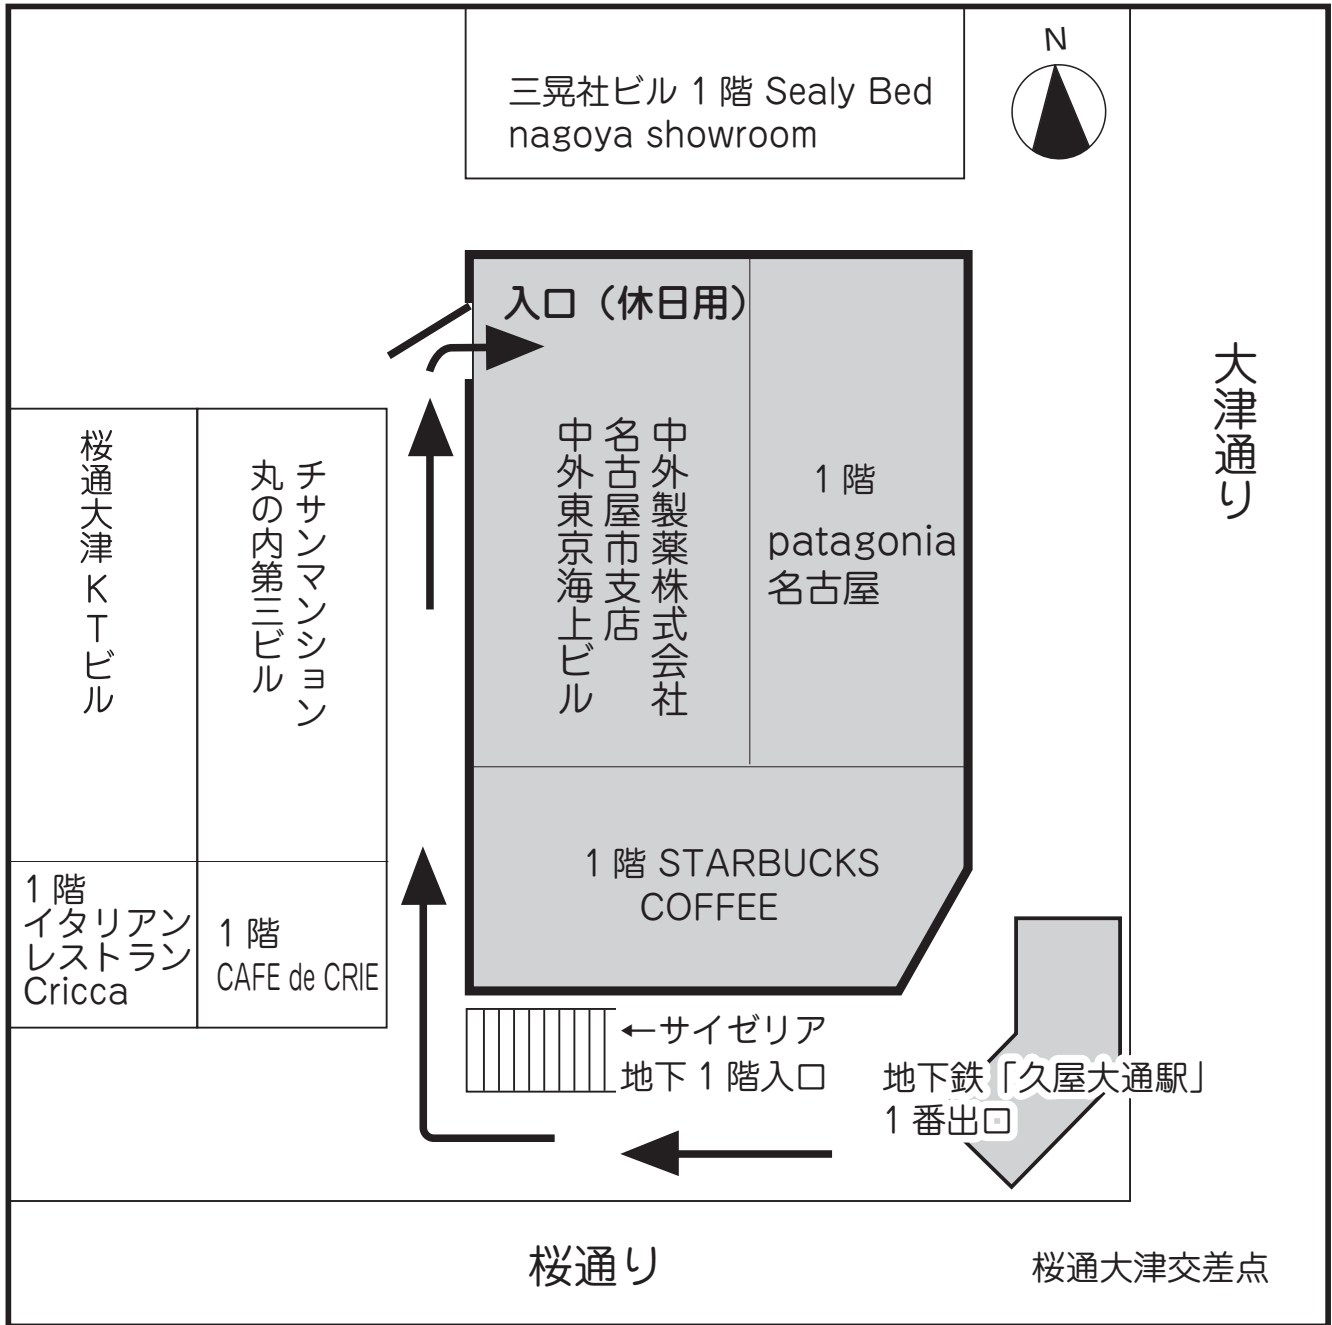 三晃社ビル 1 階 Sealy Bed
nagoya showroom
N
入口（休日用）
中外製薬株式会社
名古屋市支店
中外東京海上ビル
1 階
patagonia
名古屋
大津通り
チサンマンション
丸の内第三ビル
桜通大津 K T ビル
1 階 STARBUCKS
COFFEE
1 階
イタリアン
レストラン
Cricca
1 階
CAFE de CRIE
←サイゼリア
地下 1 階入口
地下鉄「久屋大通駅」
1 番出口
桜通り
桜通大津交差点